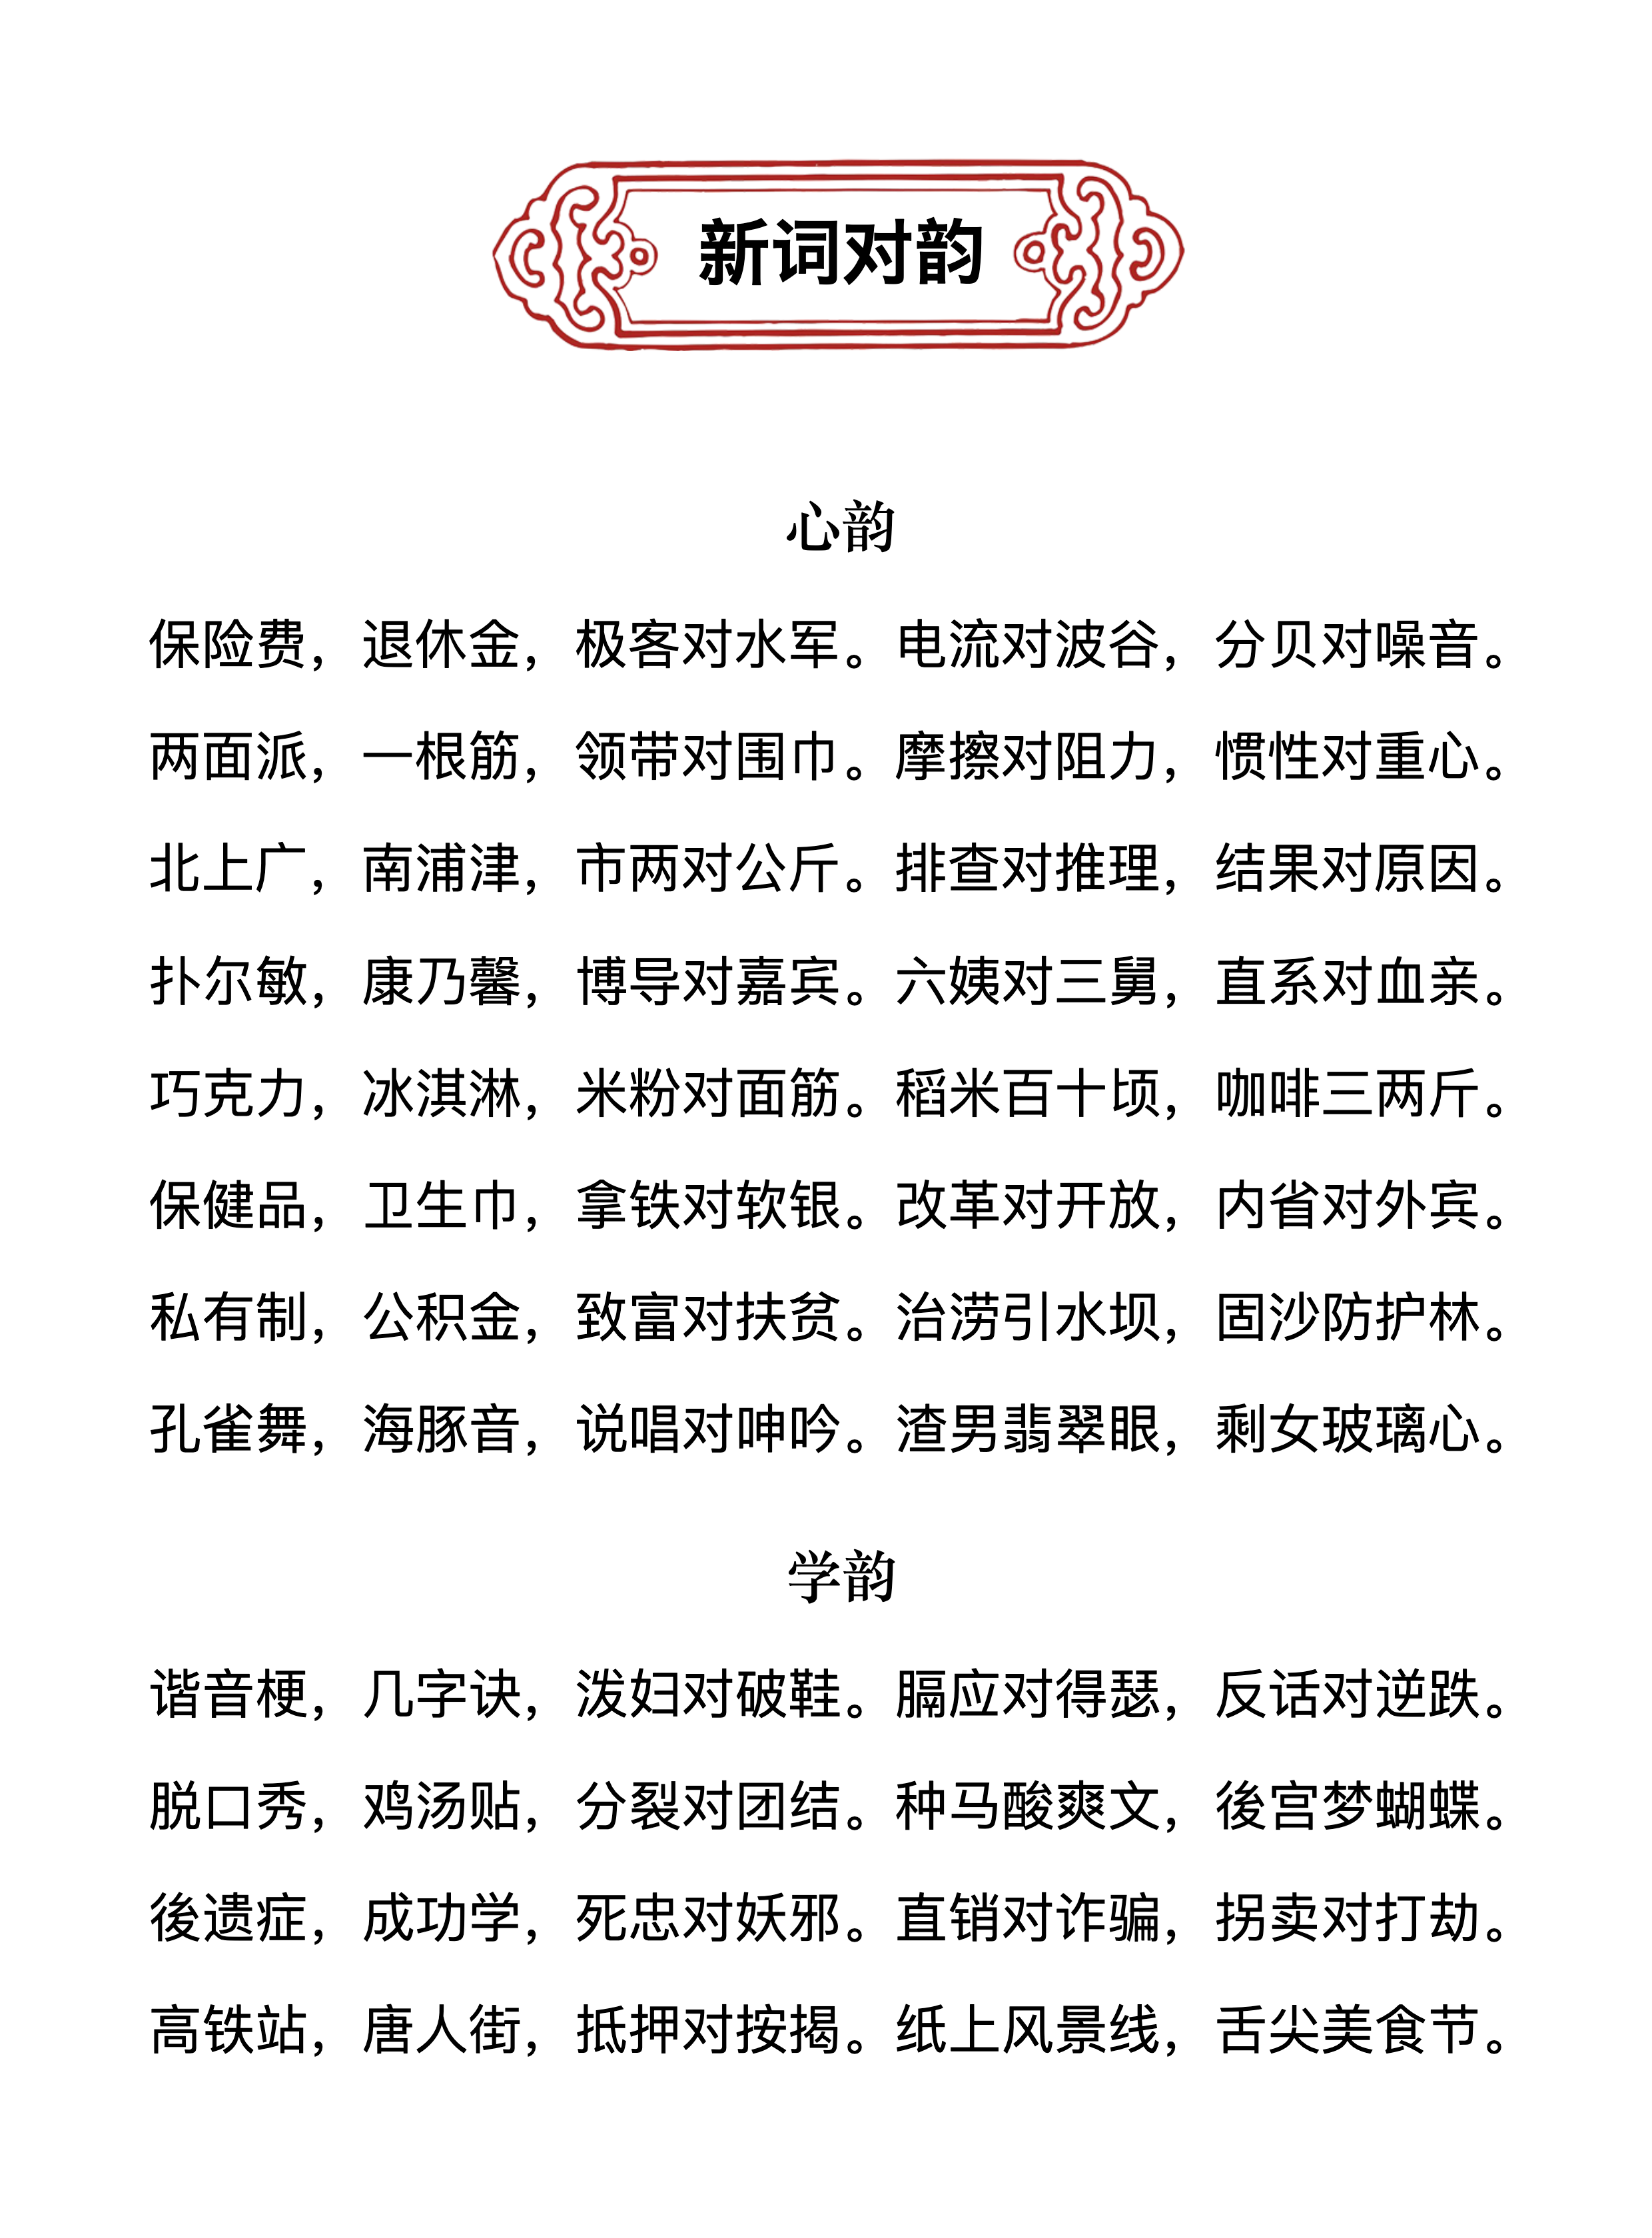 新词对韵
心韵
保险费，退休金，极客对水军。电流对波谷，分贝对噪音。
两面派，一根筋，领带对围巾。摩擦对阻力，惯性对重心。
北上广，南浦津，市两对公斤。排查对推理，结果对原因。
扑尔敏，康乃馨，博导对嘉宾。六姨对三舅，直系对血亲。
巧克力，冰淇淋，米粉对面筋。稻米百十顷，咖啡三两斤。
保健品，卫生巾，拿铁对软银。改革对开放，内省对外宾。
私有制，公积金，致富对扶贫。治涝引水坝，固沙防护林。
孔雀舞，海豚音，说唱对呻吟。渣男翡翠眼，剩女玻璃心。
学韵
谐音梗，几字诀，泼妇对破鞋。膈应对得瑟，反话对逆跌。
脱口秀，鸡汤贴，分裂对团结。种马酸爽文，後宫梦蝴蝶。
後遗症，成功学，死忠对妖邪。直销对诈骗，拐卖对打劫。
高铁站，唐人街，抵押对按揭。纸上风景线，舌尖美食节。